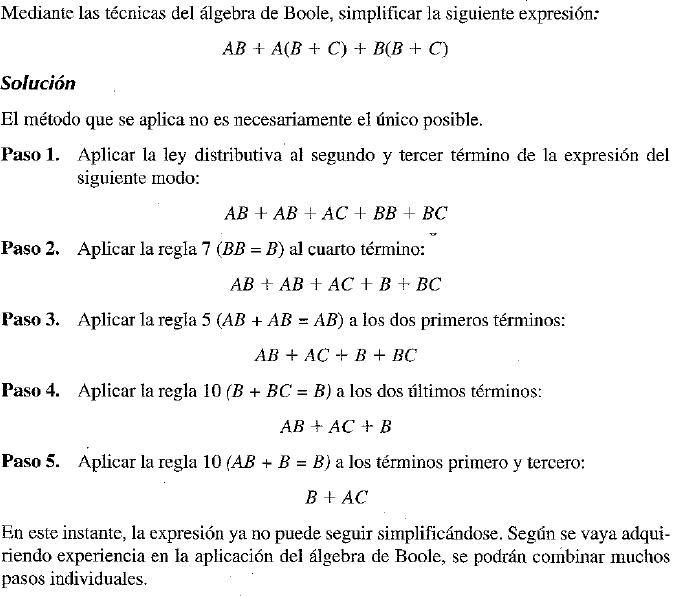 Mediante las técnicas del álgebra de Boole, simplificar la siguiente expresión:
AB + A(B + C) + B(B + C)
Solución
El método que se aplica no es necesariamente el único posible.
Paso 1. Aplicar la ley distributiva al segundo y tercer término de la expresión del
siguiente modo:
AB + AB + AC + BB + BC
Paso 2. Aplicar la regla 7 (BB = B) al cuarto término:
AB + AB + AC + B + BC
Paso 3. Aplicar la regla 5 (AB + AB = AB) a los dos primeros términos:
AB + AC + B + BC
Paso 4. Aplicar la regla 10 (B + BC = B) a los dos últimos términos:
AB + AC + B
Paso 5. Aplicar la regla 10 (AB + B = B) a los términos primero y tercero:
B + AC
En este instante, la expresión ya no puede seguir simplificándose. Según se vaya adqui-
riendo experiencia en la aplicación del álgebra de Boole, se podrán combinar muchos
pasos individuales.